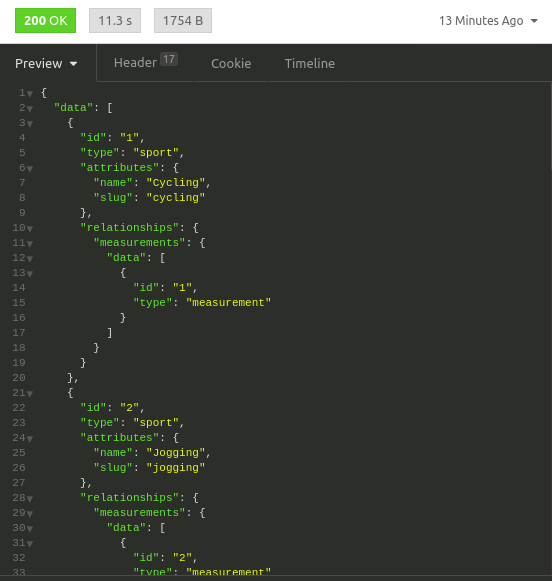 200 OK 11.3 s 1754 B 13 Minutes Ago
Preview Header 17 Cookie Timeline
1 {
2 "data": [
3 {
4 "id": "1",
5 "type": "sport",
6 "attributes": {
7 "name": "Cycling",
8 "slug": "cycling"
9 },
10 "relationships": {
11 "measurements": {
12 "data": [
13 {
14 "id": "1",
15 "type": "measurement"
16 }
17 ]
18 }
19 }
20 },
21 {
22 "id": "2",
23 "type": "sport",
24 "attributes": {
25 "name": "Jogging",
26 "slug": "jogging"
27 },
28 "relationships": {
29 "measurements": {
30 "data": [
31 {
32 "id": "2",
33 "type": "measurement"